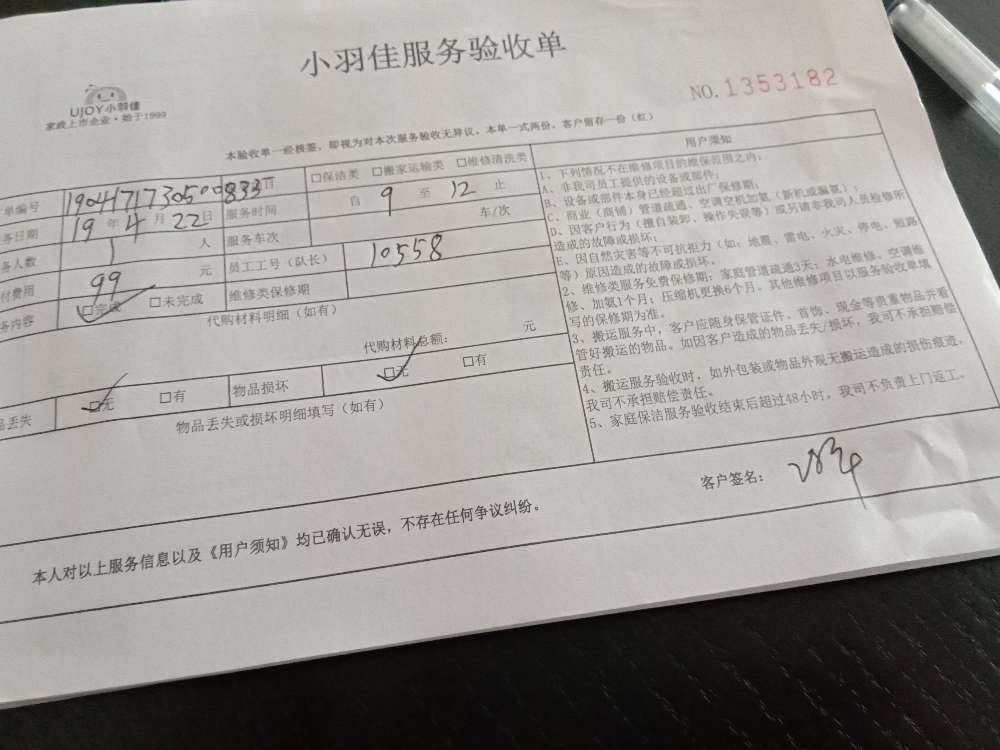 小羽佳服务验收单
UJOY小羽佳
家政上市企业·始于1999
NO.1353182
本验收单一经核签，即视为对本次服务验收无异议，本单一式两份，客户留存一份（红）
单编号 190471730500833 □保洁类 □搬家运输类 □维修清洗类
务日期 19年4月22日 服务时间 自 9 至 12 止
务人数 1 人 服务车次 车/次
付费用 99 元 员工工号（队长） 10558
务内容 □完成 □未完成 维修类保修期
代购材料明细（如有）
代购材料总额： 元
品丢失 □无 □有 物品损坏 □无 □有
物品丢失或损坏明细填写（如有）
用户须知
1、下列情况不在维修项目的维保范围之内：
A、非我司员工提供的设备或部件；
B、设备或部件本身已经超过出厂保修期；
C、商业（商铺）管道疏通、空调空机加氨（新机或漏氨）；
D、因客户行为（擅自装卸、操作失误等）或另请非我司人员检修所
造成的故障或损坏；
E、因自然灾害等不可抗拒力（如：地震、雷电、火灾、停电、短路
等）原因造成的故障或损坏。
2、维修类服务免费保修期：家庭管道疏通3天；水电维修、空调维
修、加氨1个月；压缩机更换6个月。其他维修项目以服务验收单填
写的保修期为准。
3、搬运服务中，客户应随身保管证件、首饰、现金等贵重物品并看
管好搬运的物品。如因客户造成的物品丢失/损坏，我司不承担赔偿
责任。
4、搬运服务验收时，如外包装或物品外观无搬运造成的损伤痕迹，
我司不承担赔偿责任。
5、家庭保洁服务验收结束后超过48小时，我司不负责上门返工。
客户签名：
本人对以上服务信息以及《用户须知》均已确认无误，不存在任何争议纠纷。